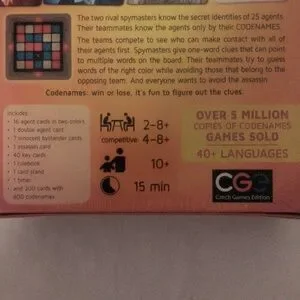 The two rival spymasters know the secret identities of 25 agents.
Their teammates know the agents only by their CODENAMES.
The teams compete to see who can make contact with all of
their agents first. Spymasters give one-word clues that can point
to multiple words on the board. Their teammates try to guess
words of the right color while avoiding those that belong to the
opposing team. And everyone wants to avoid the assassin.
Codenames: win or lose, it's fun to figure out the clues.
Includes:
• 16 agent cards in two colors
• 1 double agent card
• 7 innocent bystander cards
• 1 assassin card
• 40 key cards
• 1 rulebook
• 1 card stand
• 1 timer
• and 200 cards with
400 codenames
2-8+
competitive 4-8+
10+
15 min
OVER 5 MILLION
COPIES OF CODENAMES
GAMES SOLD
40+ LANGUAGES
CGE
Czech Games Edition